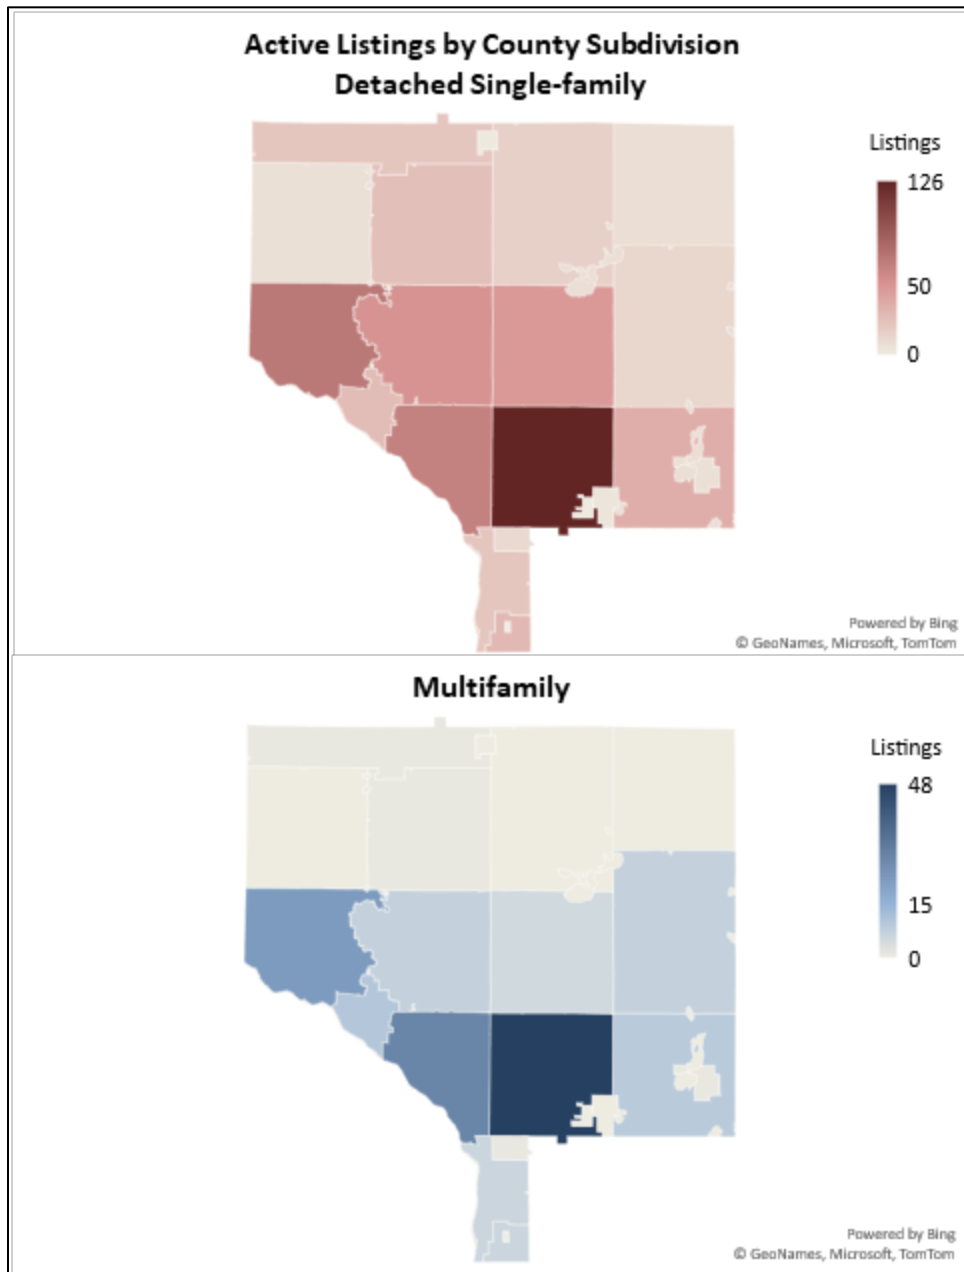 Active Listings by County Subdivision
Detached Single-family
Listings
126
50
0
Powered by Bing
© GeoNames, Microsoft, TomTom
Multifamily
Listings
48
15
0
Powered by Bing
© GeoNames, Microsoft, TomTom